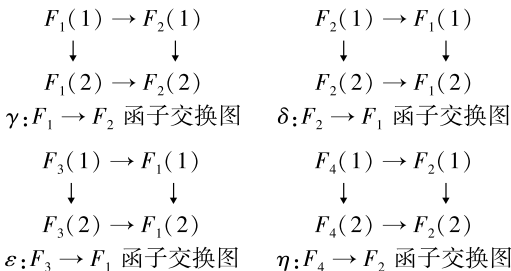 F₁(1) → F₂(1)
↓ ↓
F₁(2) → F₂(2)
γ:F₁ → F₂ 函子交换图
F₂(1) → F₁(1)
↓ ↓
F₂(2) → F₁(2)
δ:F₂ → F₁ 函子交换图
F₃(1) → F₁(1)
↓ ↓
F₃(2) → F₁(2)
ε:F₃ → F₁ 函子交换图
F₄(1) → F₂(1)
↓ ↓
F₄(2) → F₂(2)
η:F₄ → F₂ 函子交换图